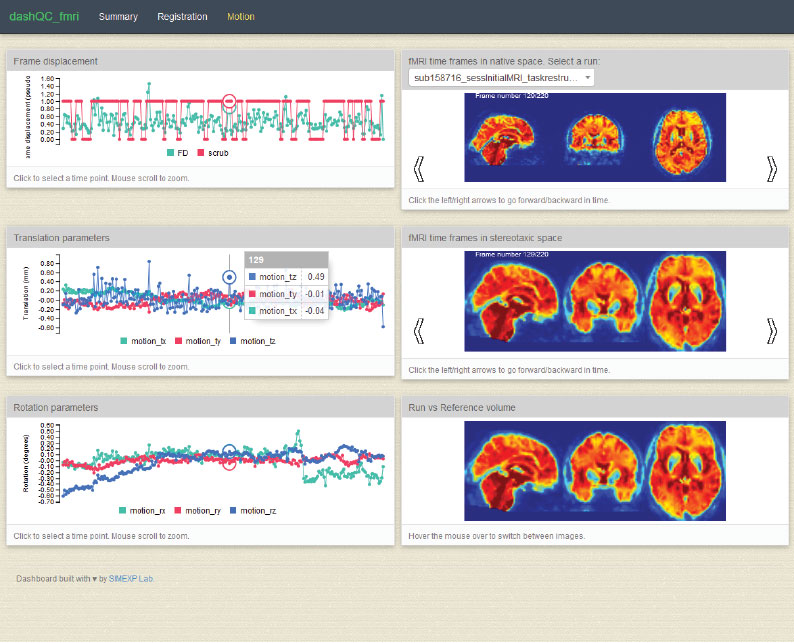 dashQC_fmri Summary Registration Motion
Frame displacement
1.60
1.40
1.20
1.00
0.80
0.60
0.40
0.20
0.00
ame displacement (pseudo
FD scrub
Click to select a time point. Mouse scroll to zoom.
fMRI time frames in native space. Select a run:
sub158716_sessInitialMRI_taskrestru...
Frame number 129/220
Click the left/right arrows to go forward/backward in time.
Translation parameters
0.80
0.60
0.40
0.20
-0.00
-0.20
-0.40
-0.60
Translation (mm)
129
motion_tz 0.49
motion_ty -0.01
motion_tx -0.04
motion_tx motion_ty motion_tz
Click to select a time point. Mouse scroll to zoom.
fMRI time frames in stereotaxic space
Frame number 129/220
Click the left/right arrows to go forward/backward in time.
Rotation parameters
0.60
0.50
0.40
0.30
0.20
0.10
-0.00
-0.10
-0.20
-0.30
-0.40
-0.50
-0.60
-0.70
Rotation (degrees)
motion_rx motion_ry motion_rz
Click to select a time point. Mouse scroll to zoom.
Run vs Reference volume
Hover the mouse over to switch between images.
Dashboard built with ♥ by SIMEXP Lab